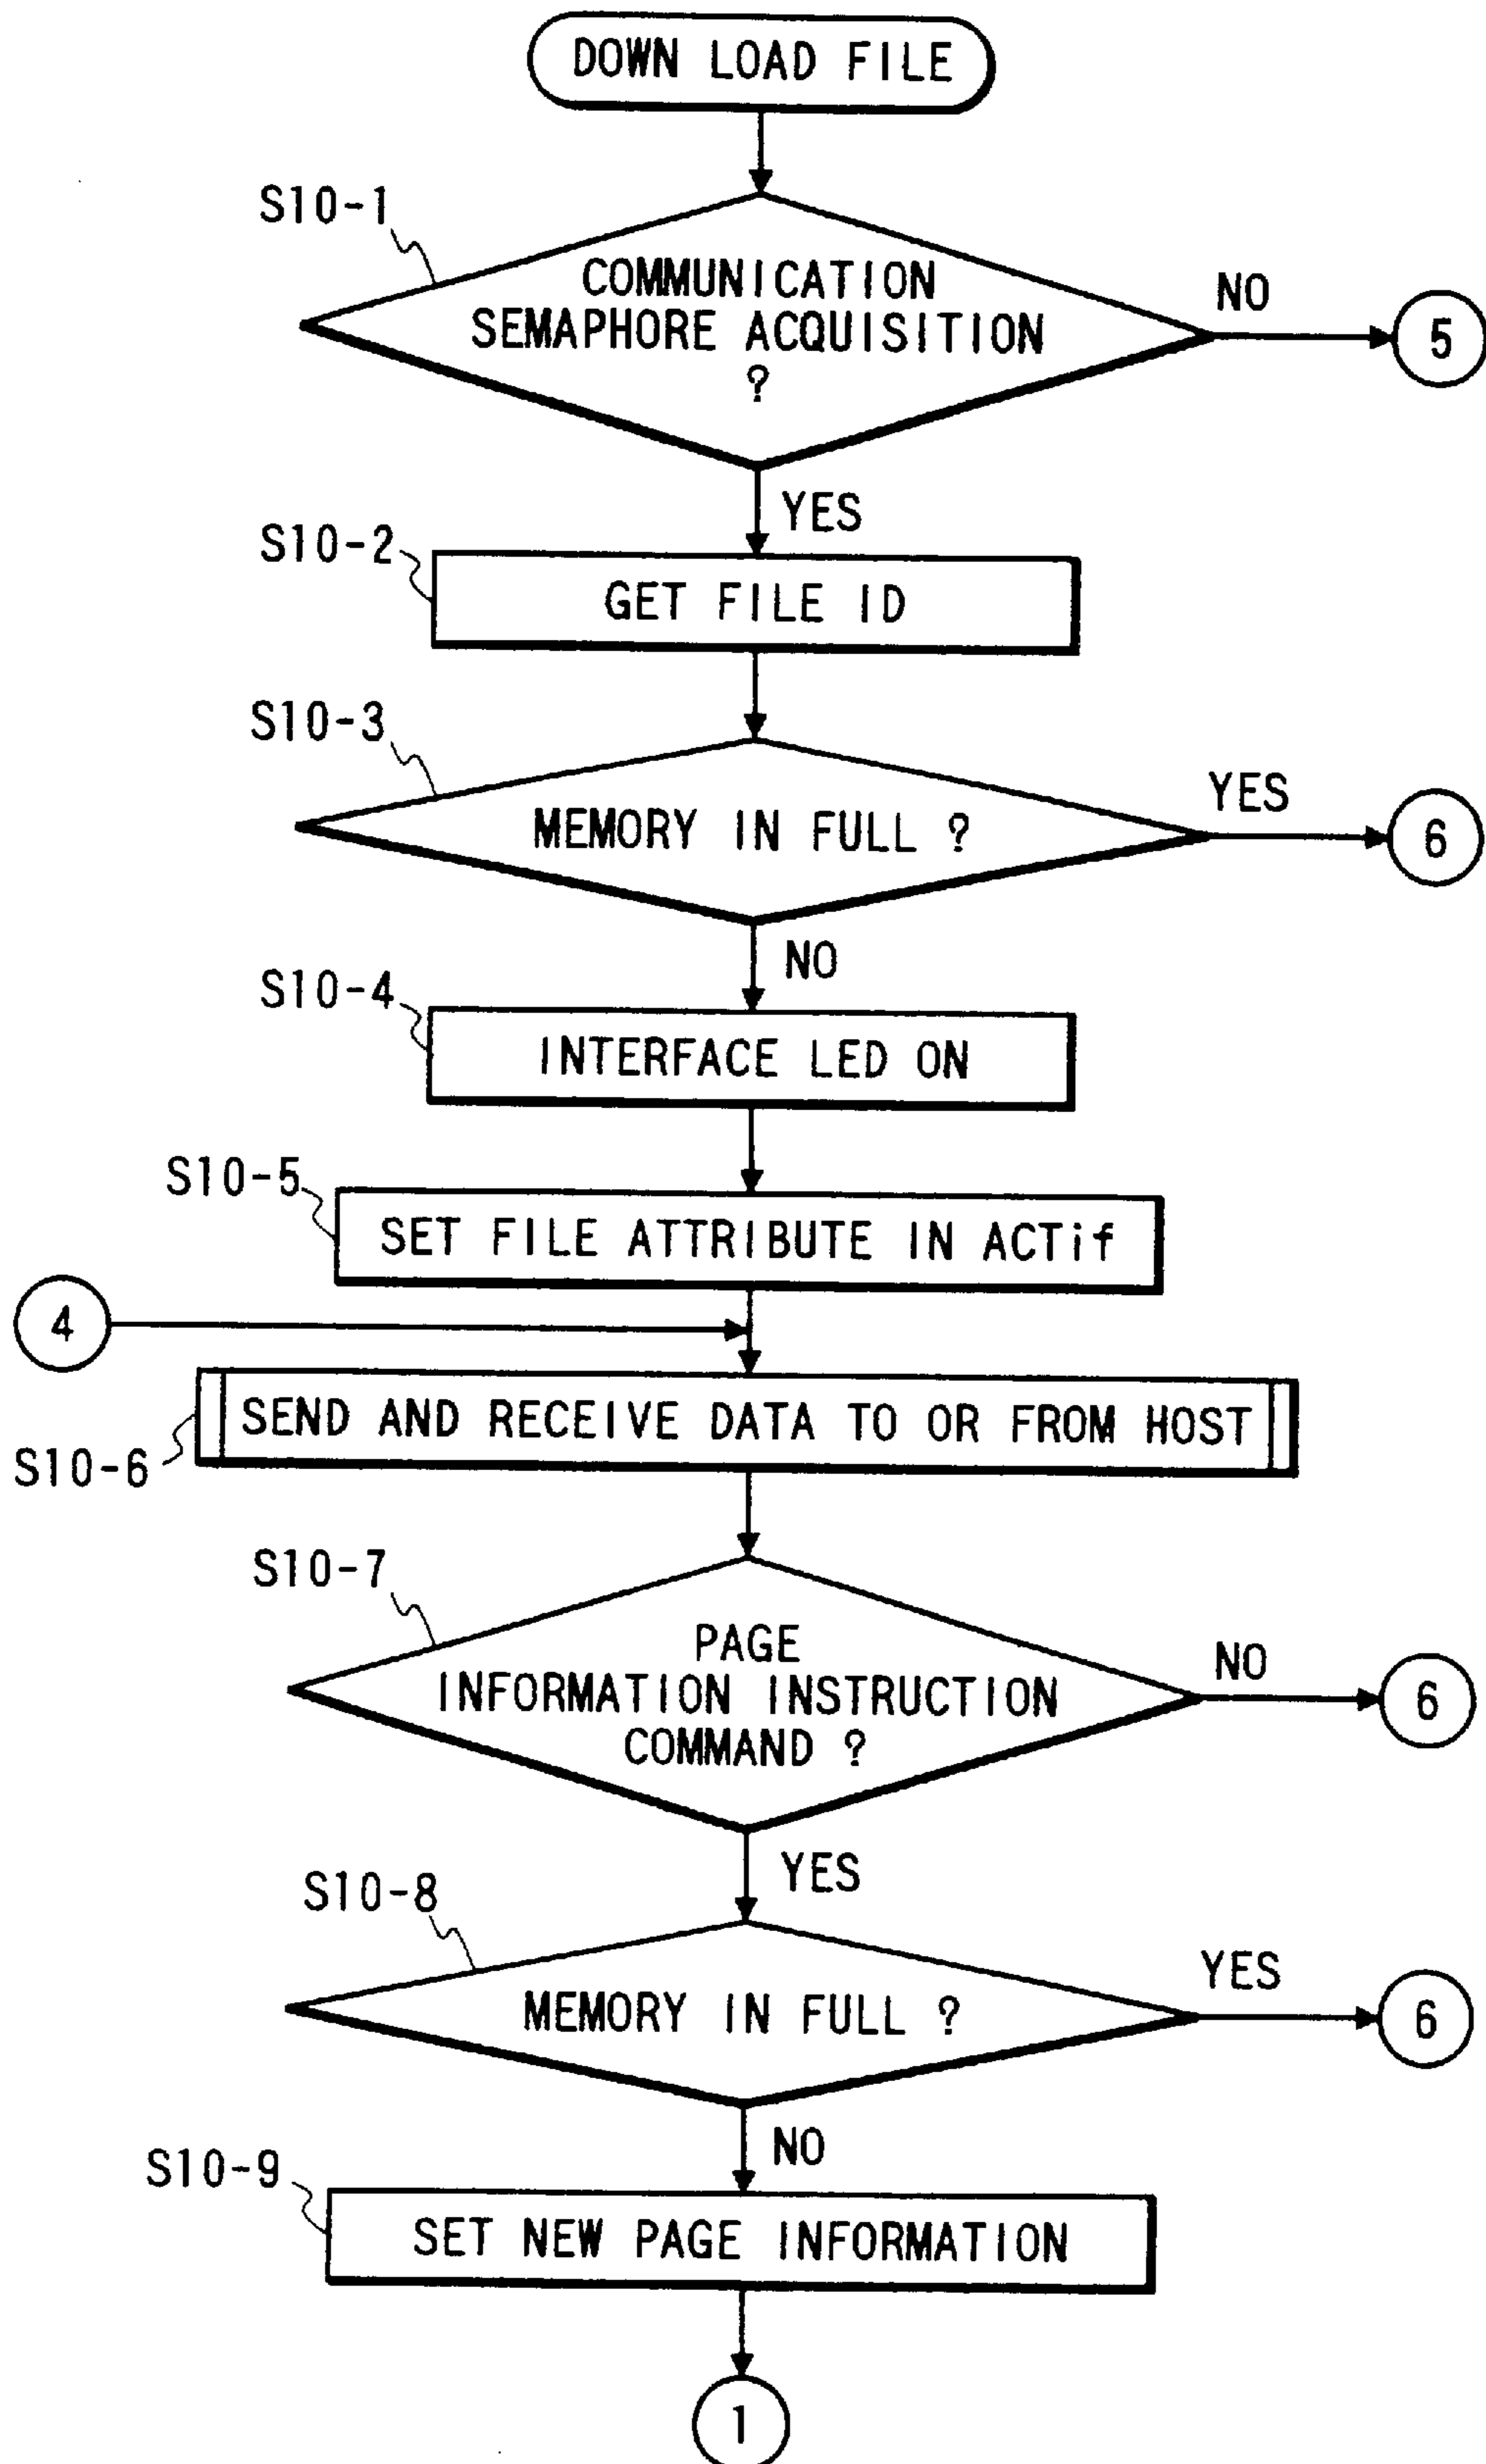 DOWN LOAD FILE
S10-1
COMMUNICATION
SEMAPHORE ACQUISITION
?
NO
5
YES
S10-2
GET FILE ID
S10-3
MEMORY IN FULL ?
YES
6
NO
S10-4
INTERFACE LED ON
S10-5
SET FILE ATTRIBUTE IN ACTif
4
SEND AND RECEIVE DATA TO OR FROM HOST
S10-6
S10-7
PAGE
INFORMATION INSTRUCTION
COMMAND ?
NO
6
YES
S10-8
MEMORY IN FULL ?
YES
6
NO
S10-9
SET NEW PAGE INFORMATION
1